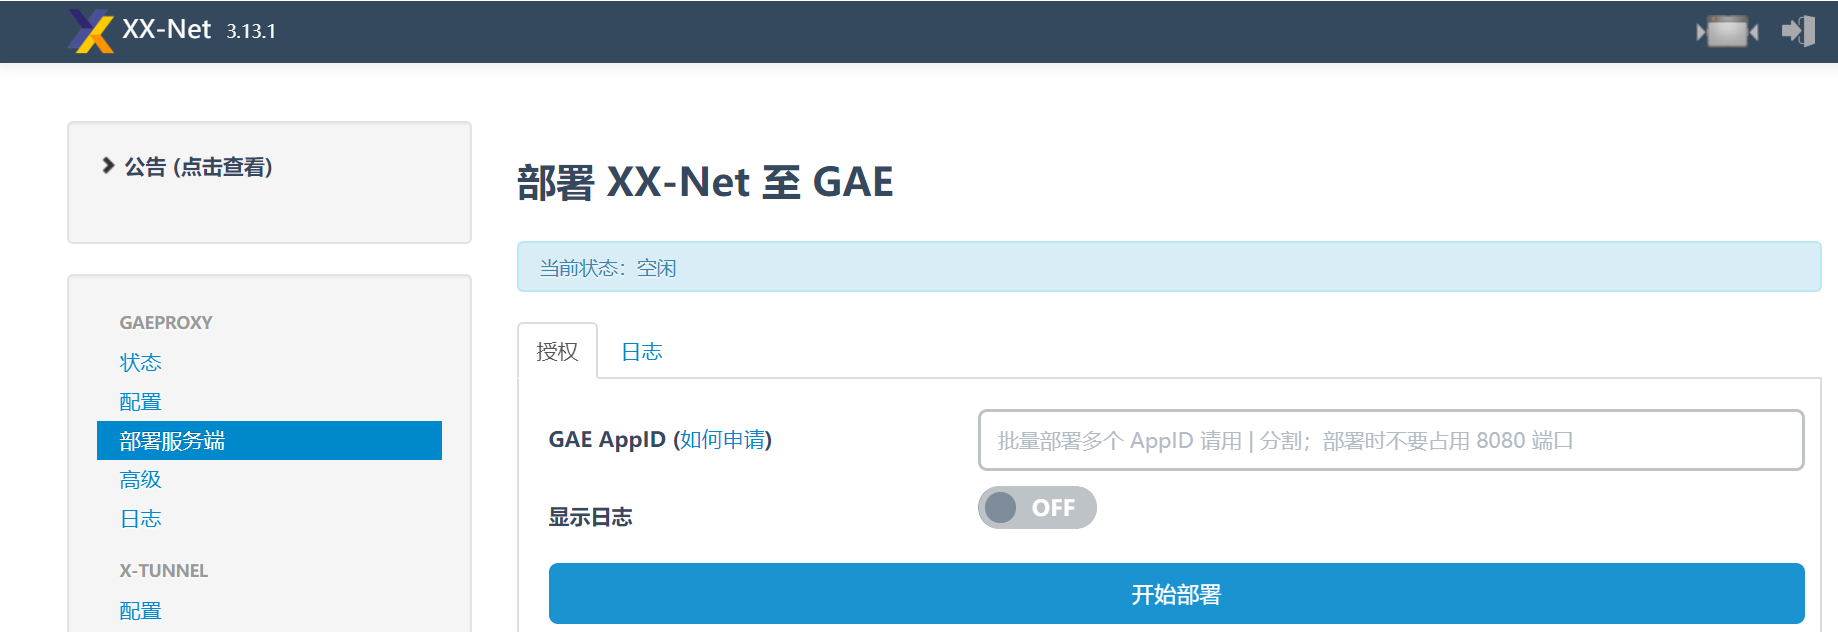 XX-Net 3.13.1
公告 (点击查看)
GAEPROXY
状态
配置
部署服务端
高级
日志
X-TUNNEL
配置
部署 XX-Net 至 GAE
当前状态：空闲
授权 日志
GAE AppID (如何申请) 批量部署多个 AppID 请用 | 分割；部署时不要占用 8080 端口
显示日志 OFF
开始部署